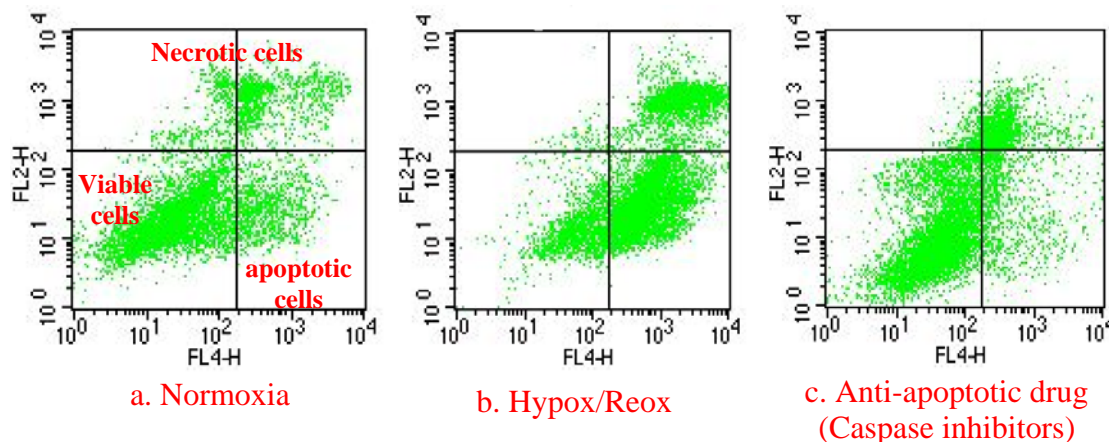 10^4
10^3
10^2
10^1
10^0
FL2-H
Necrotic cells
Viable
cells
apoptotic
cells
10^0 10^1 10^2 10^3 10^4
FL4-H
a. Normoxia
10^4
10^3
10^2
10^1
10^0
FL2-H
10^0 10^1 10^2 10^3 10^4
FL4-H
b. Hypox/Reox
10^4
10^3
10^2
10^1
10^0
FL2-H
10^0 10^1 10^2 10^3 10^4
FL4-H
c. Anti-apoptotic drug
(Caspase inhibitors)